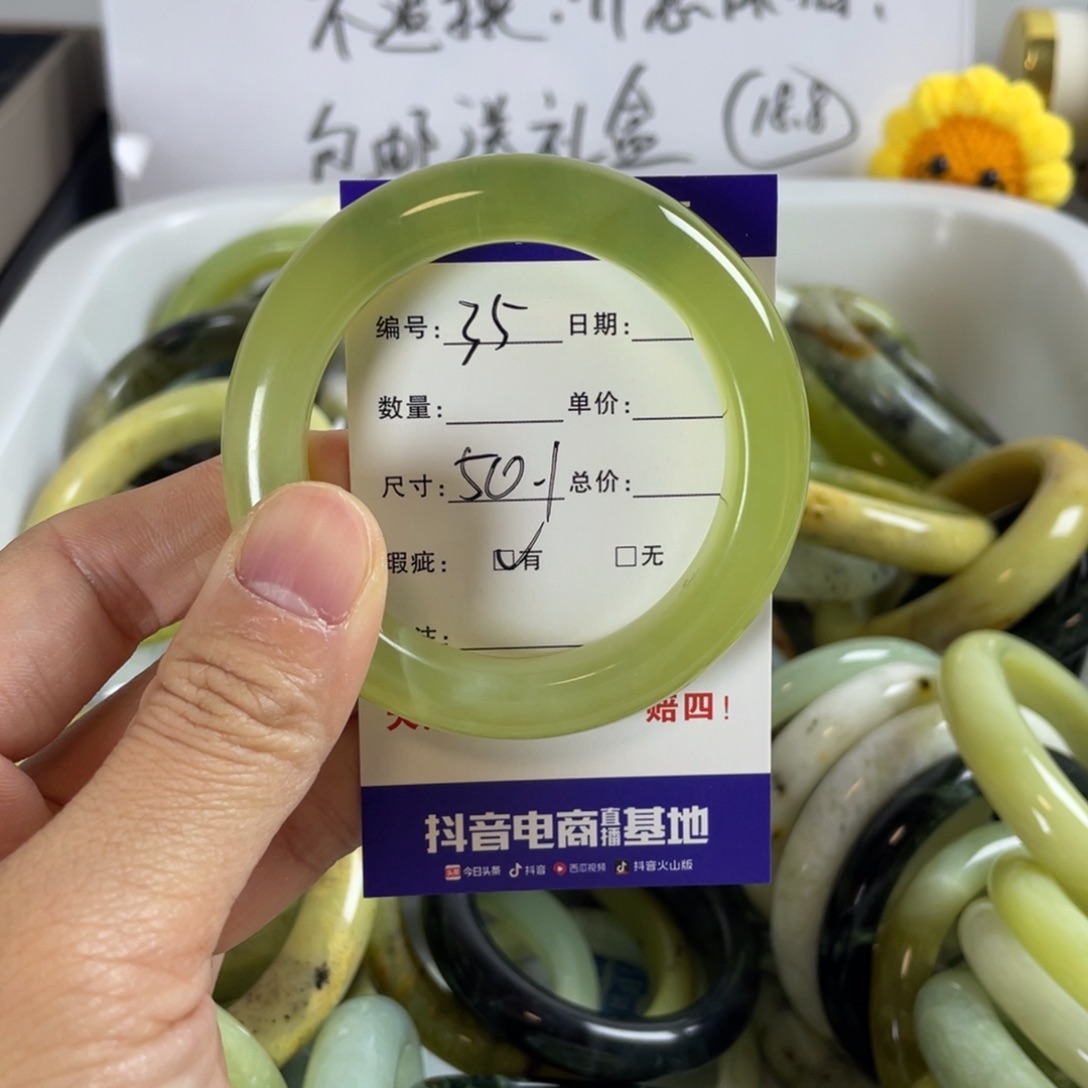 包邮送礼盒 18.8
编号: 35 日期:
数量: 单价:
尺寸: 50-1 总价:
瑕疵: 有 无
赔四!
抖音电商直播基地
今日头条 抖音 西瓜视频 抖音火山版